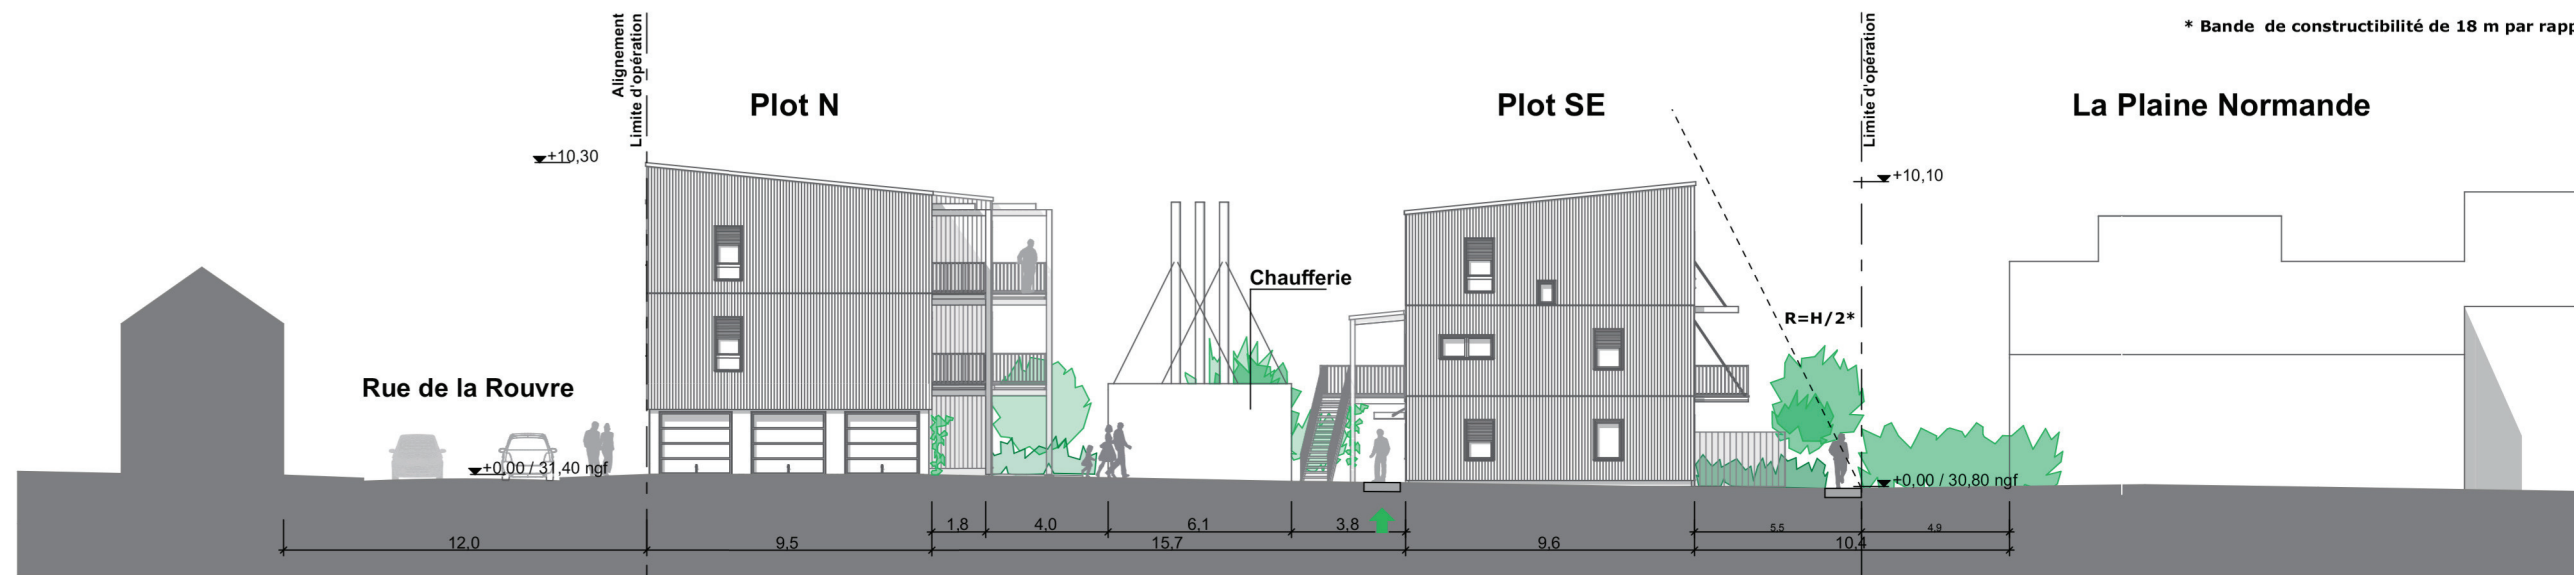 Alignement
Limite d'opération
Limite d'opération
* Bande de constructibilité de 18 m par rapp
Plot N
Plot SE
La Plaine Normande
+10,30
+10,10
Chaufferie
R=H/2*
Rue de la Rouvre
+0,00 / 31,40 ngf
+0,00 / 30,80 ngf
1,8
4,0
6,1
3,8
5,5
4,9
12,0
9,5
15,7
9,6
10,4